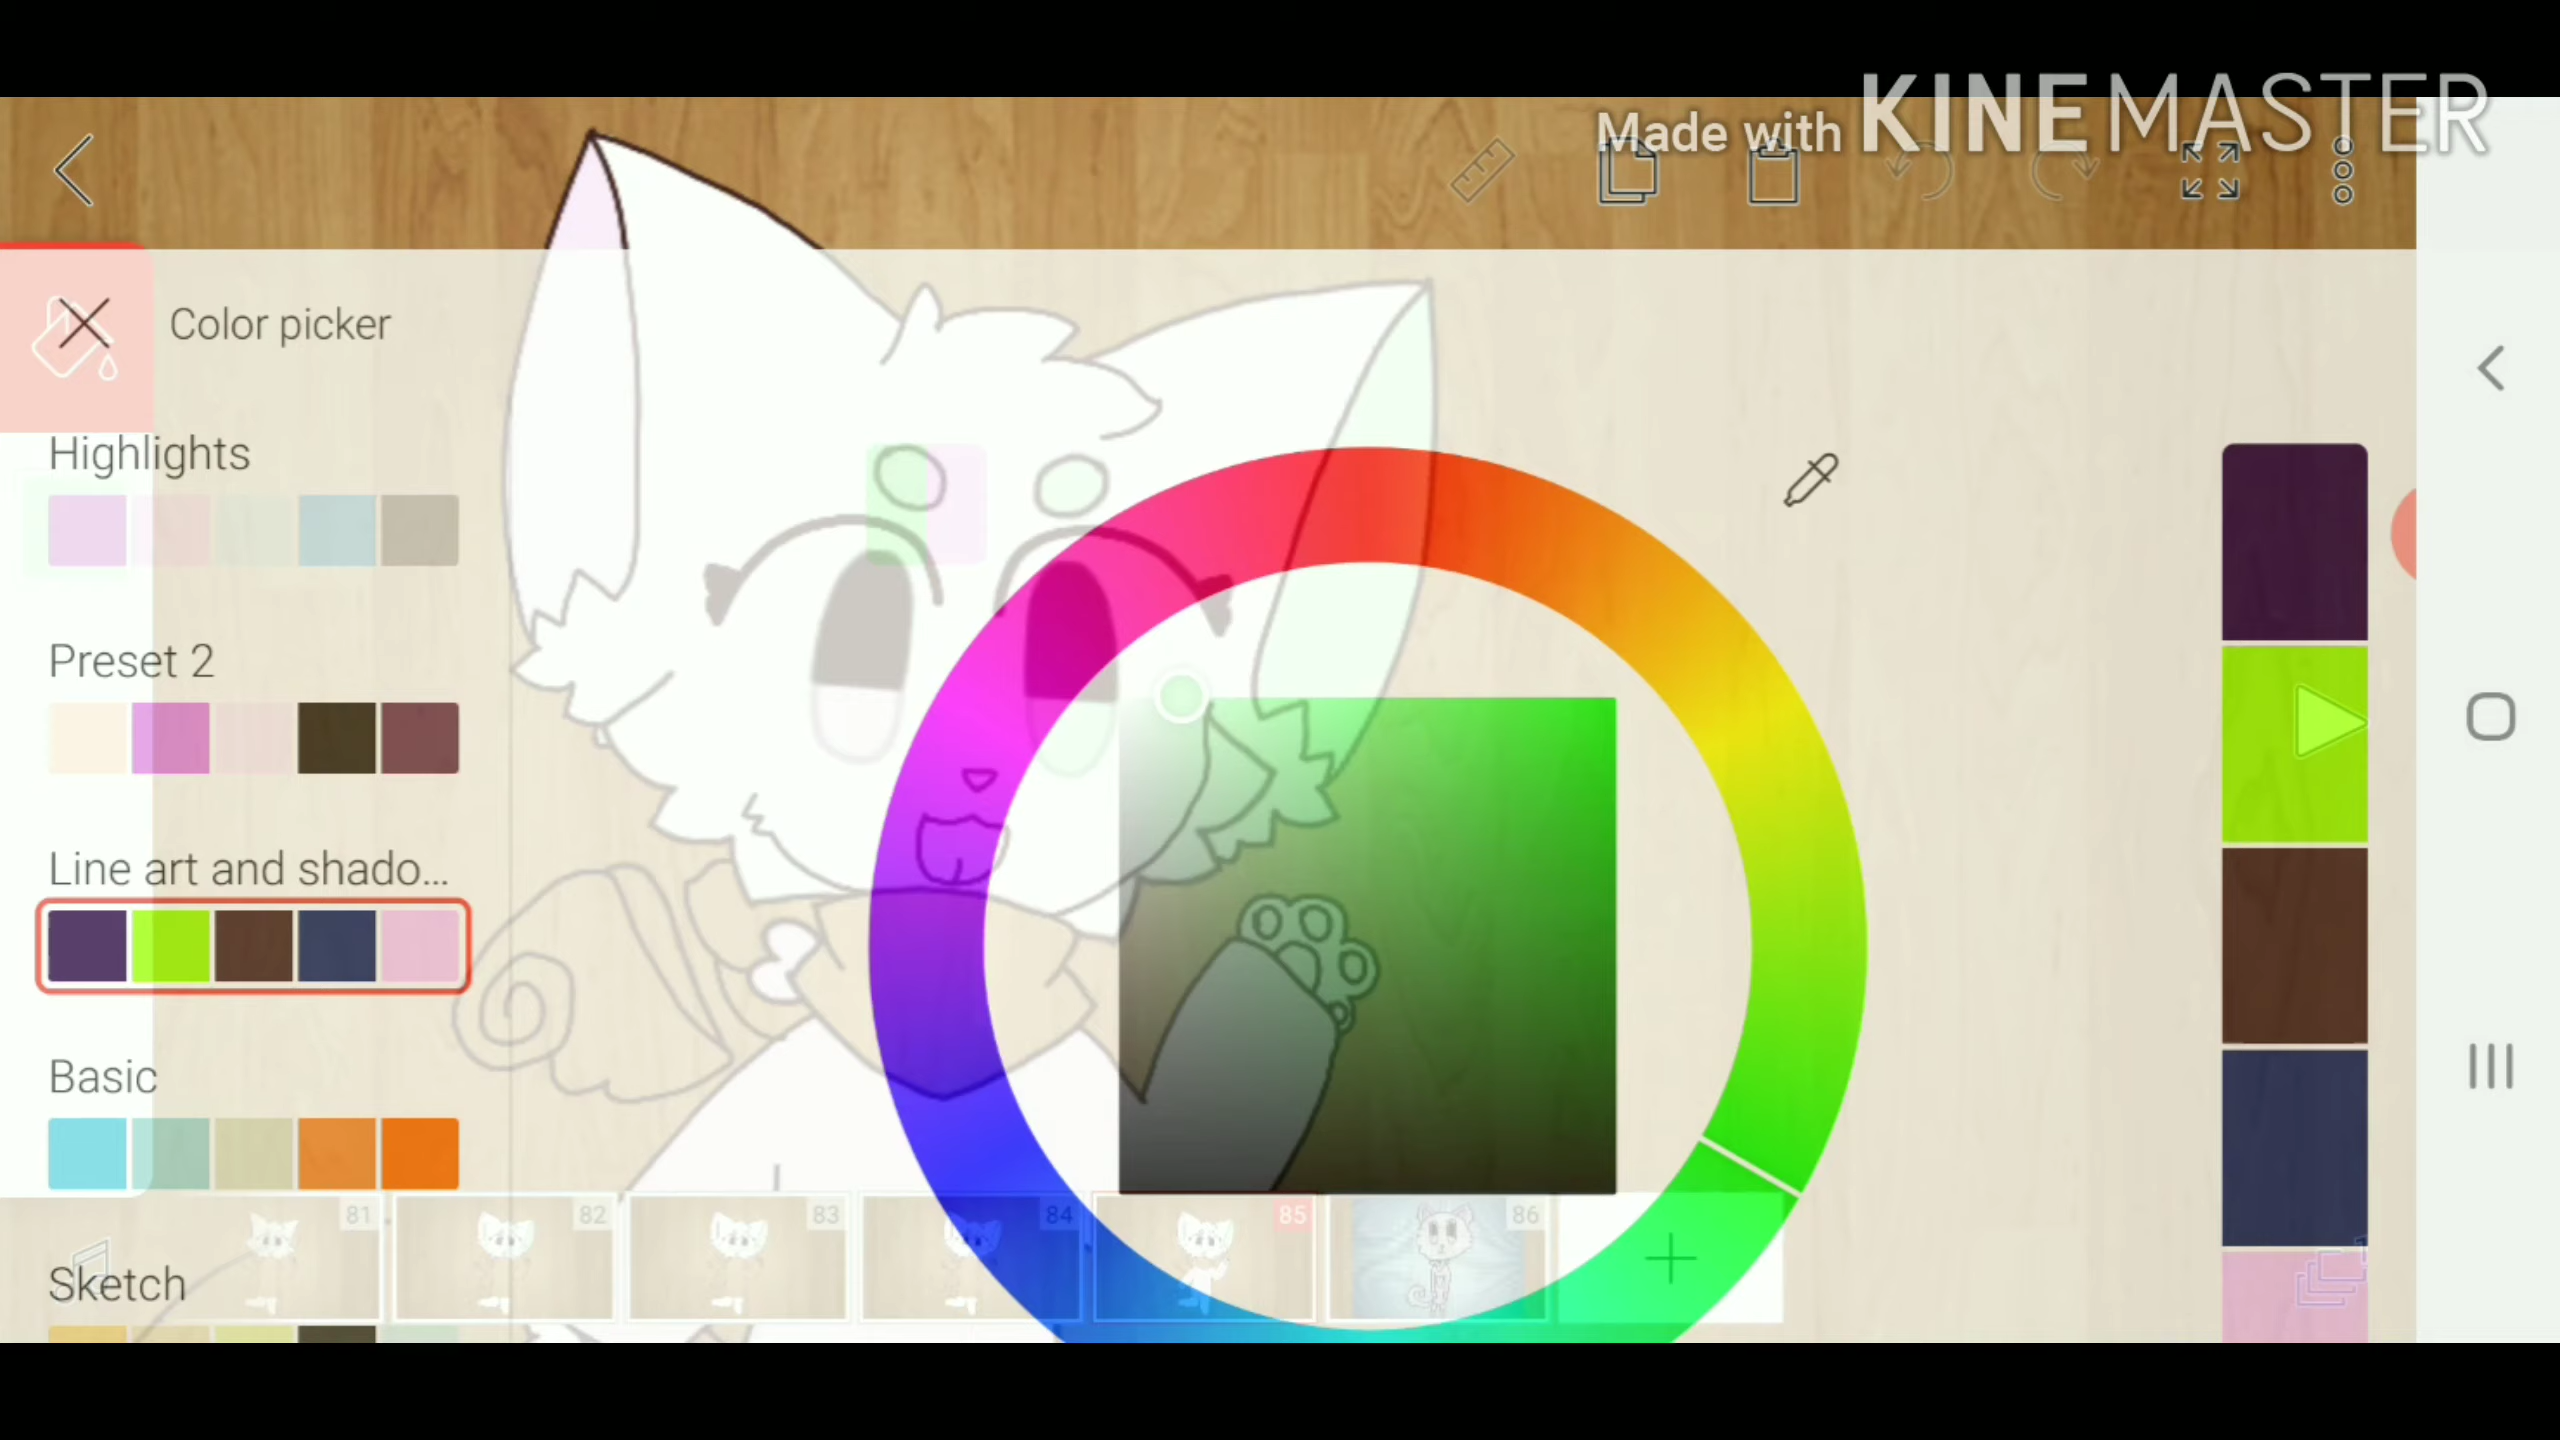 Made with KINEMASTER
Color picker
Highlights
Preset 2
Line art and shado...
Basic
81 82 83 84 85 86
Sketch
1